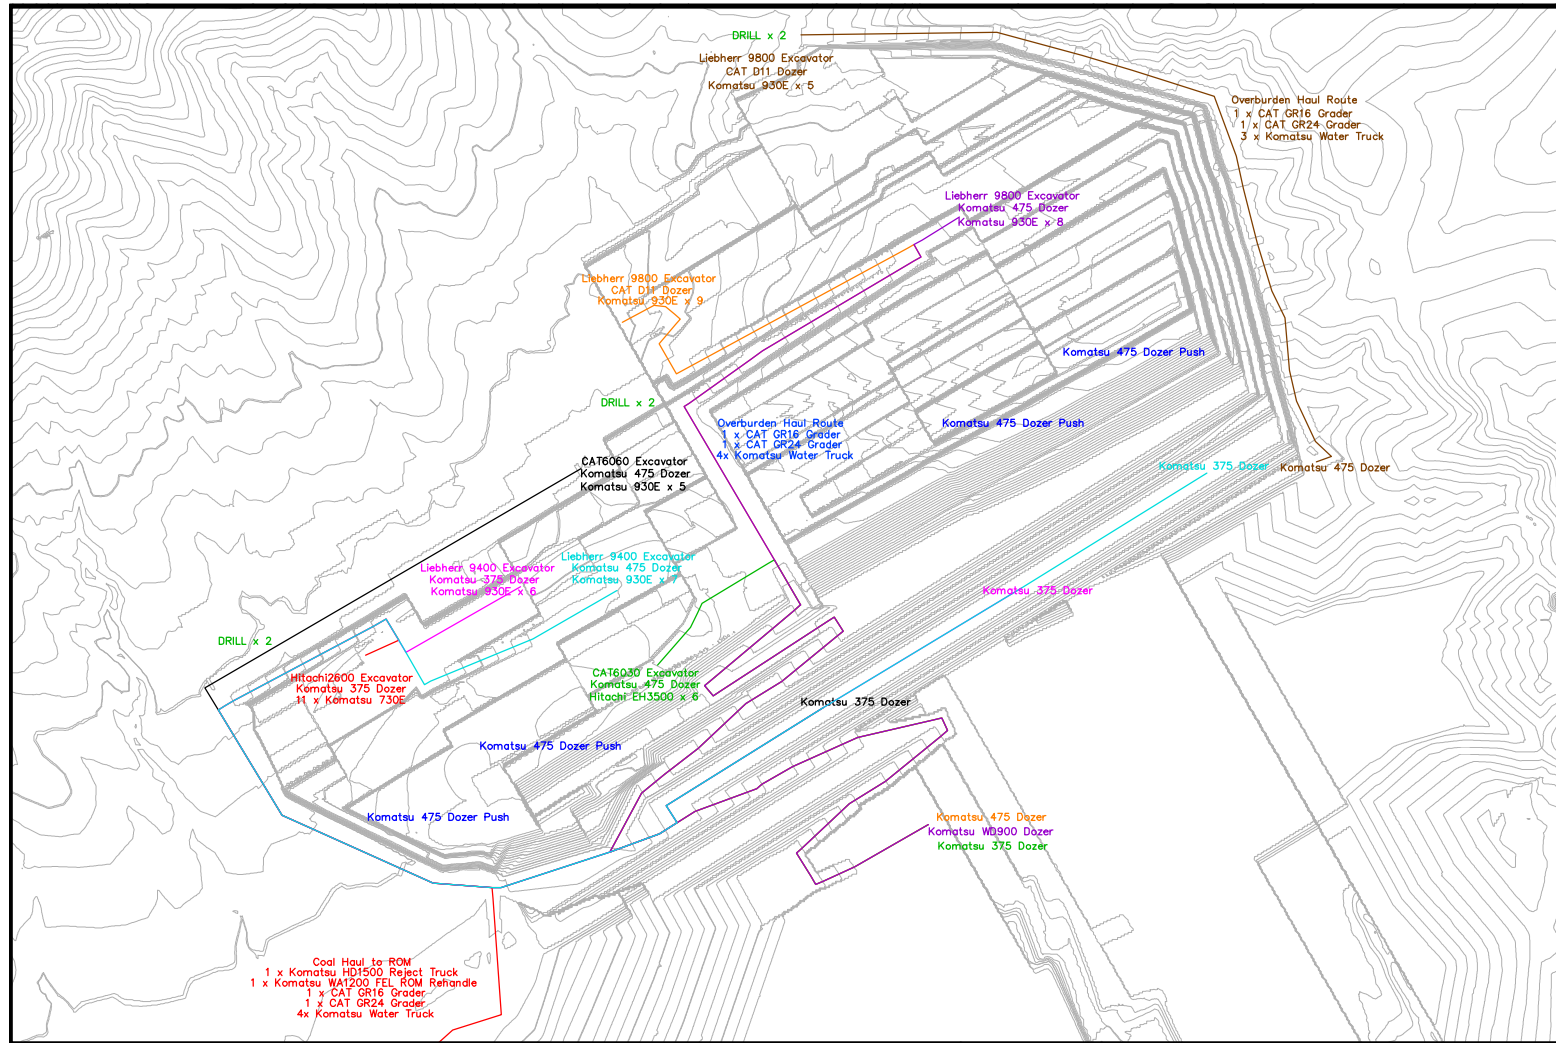 DRILL x 2
Liebherr 9800 Excavator
CAT D11 Dozer
Komatsu 930E x 5
Overburden Haul Route
1 x CAT GR16 Grader
1 x CAT GR24 Grader
3 x Komatsu Water Truck
Liebherr 9800 Excavator
Komatsu 475 Dozer
Komatsu 930E x 8
Liebherr 9800 Excavator
CAT D11 Dozer
Komatsu 930E x 9
Komatsu 475 Dozer Push
DRILL x 2
Overburden Haul Route
1 x CAT GR16 Grader
1 x CAT GR24 Grader
4x Komatsu Water Truck
Komatsu 475 Dozer Push
CAT6060 Excavator
Komatsu 475 Dozer
Komatsu 930E x 5
Komatsu 375 Dozer
Komatsu 475 Dozer
Liebherr 9400 Excavator
Komatsu 375 Dozer
Komatsu 930E x 6
Liebherr 9400 Excavator
Komatsu 475 Dozer
Komatsu 930E x 7
Komatsu 375 Dozer
DRILL x 2
Hitachi2600 Excavator
Komatsu 375 Dozer
11 x Komatsu 730E
CAT6030 Excavator
Komatsu 475 Dozer
Hitachi EH3500 x 6
Komatsu 375 Dozer
Komatsu 475 Dozer Push
Komatsu 475 Dozer Push
Komatsu 475 Dozer
Komatsu WD900 Dozer
Komatsu 375 Dozer
Coal Haul to ROM
1 x Komatsu HD1500 Reject Truck
1 x Komatsu WA1200 FEL ROM Rehandle
1 x CAT GR16 Grader
1 x CAT GR24 Grader
4x Komatsu Water Truck